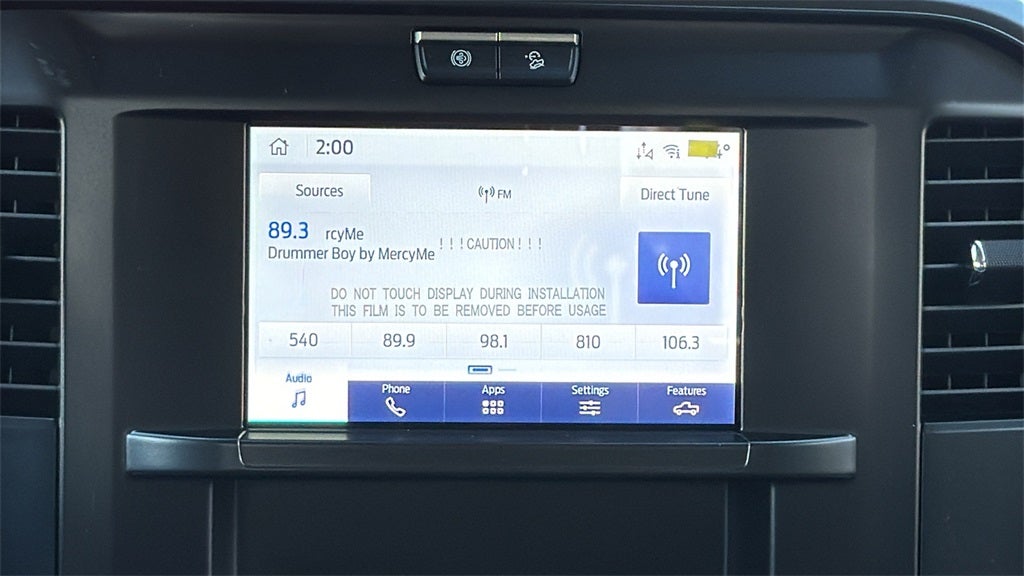 2:00
4°
Sources
FM
Direct Tune
89.3 rcyMe
Drummer Boy by MercyMe
!!!CAUTION!!!
DO NOT TOUCH DISPLAY DURING INSTALLATION
THIS FILM IS TO BE REMOVED BEFORE USAGE
540 89.9 98.1 810 106.3
Audio Phone Apps Settings Features